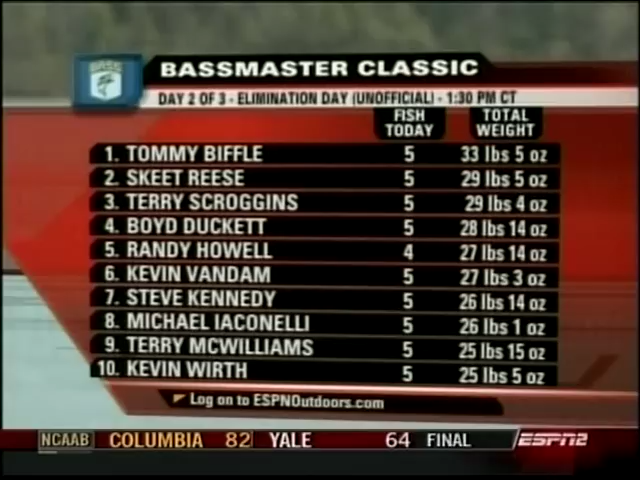 BASS
BASSMASTER CLASSIC
DAY 2 OF 3 - ELIMINATION DAY (UNOFFICIAL) - 1:30 PM CT
FISH TODAY TOTAL WEIGHT
1. TOMMY BIFFLE 5 33 lbs 5 oz
2. SKEET REESE 5 29 lbs 5 oz
3. TERRY SCROGGINS 5 29 lbs 4 oz
4. BOYD DUCKETT 5 28 lbs 14 oz
5. RANDY HOWELL 4 27 lbs 14 oz
6. KEVIN VANDAM 5 27 lbs 3 oz
7. STEVE KENNEDY 5 26 lbs 14 oz
8. MICHAEL IACONELLI 5 26 lbs 1 oz
9. TERRY MCWILLIAMS 5 25 lbs 15 oz
10. KEVIN WIRTH 5 25 lbs 5 oz
Log on to ESPNOutdoors.com
NCAAB COLUMBIA 82 YALE 64 FINAL ESPN2